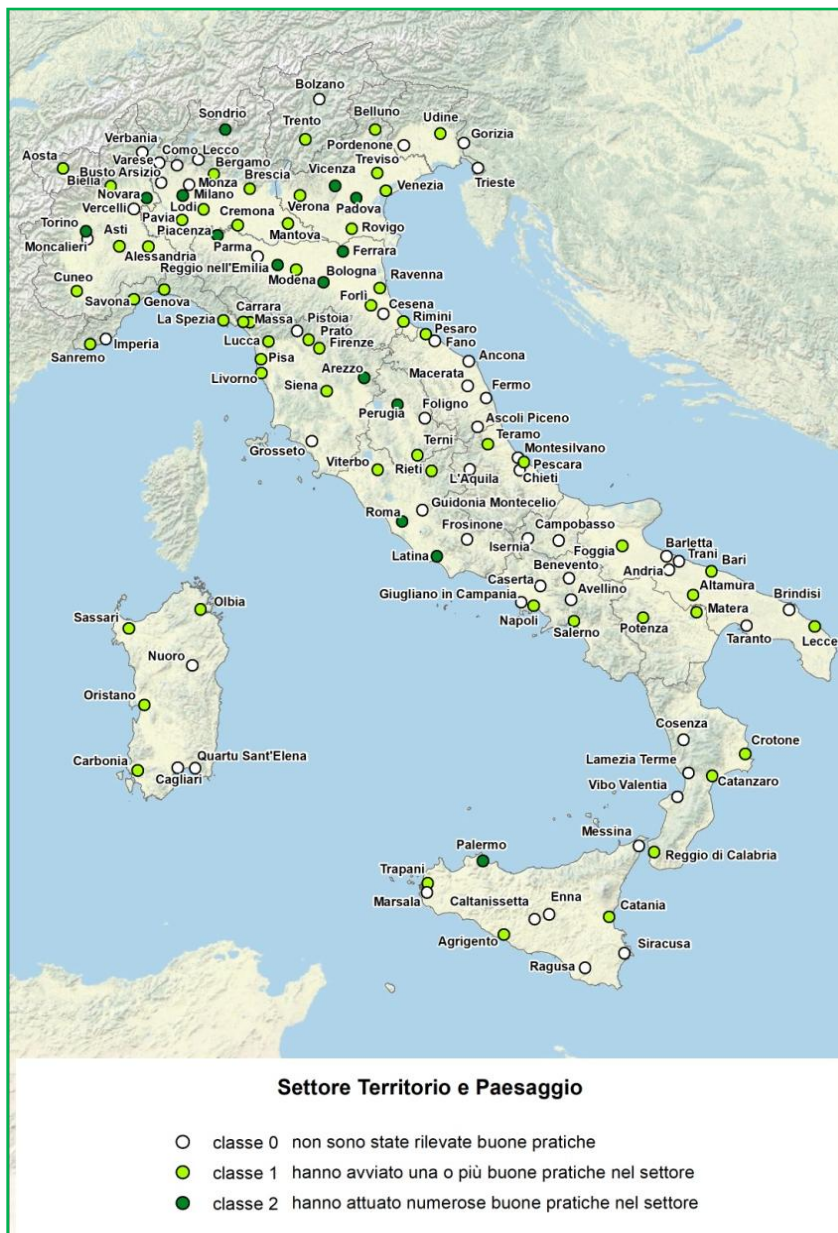 Bolzano
Sondrio
Belluno
Udine
Trento
Verbania
Pordenone
Gorizia
Como Lecco
Varese
Treviso
Aosta
Busto Arsizio
Bergamo
Vicenza
Brescia
Biella
Monza
Venezia
Trieste
Novara
Milano
Verona
Padova
Vercelli
Lodi
Cremona
Torino
Pavia
Rovigo
Asti
Piacenza
Mantova
Moncalieri
Parma
Ferrara
Alessandria
Reggio nell'Emilia
Bologna
Cuneo
Modena
Ravenna
Savona
Genova
Forlì
Cesena
Carrara
La Spezia
Massa
Pistoia
Rimini
Prato
Pesaro
Imperia
Lucca
Firenze
Fano
Sanremo
Pisa
Arezzo
Ancona
Livorno
Siena
Macerata
Fermo
Perugia
Foligno
Ascoli Piceno
Terni
Teramo
Grosseto
Montesilvano
Viterbo
Rieti
Pescara
L'Aquila
Chieti
Guidonia Montecelio
Roma
Frosinone
Campobasso
Isernia
Barletta
Foggia
Trani
Latina
Benevento
Bari
Caserta
Andria
Altamura
Giugliano in Campania
Avellino
Brindisi
Olbia
Matera
Sassari
Napoli
Salerno
Potenza
Taranto
Lecce
Nuoro
Oristano
Cosenza
Crotone
Carbonia
Quartu Sant'Elena
Lamezia Terme
Cagliari
Vibo Valentia
Catanzaro
Messina
Palermo
Reggio di Calabria
Trapani
Marsala
Caltanissetta
Enna
Catania
Agrigento
Siracusa
Ragusa
Settore Territorio e Paesaggio
classe 0 non sono state rilevate buone pratiche
classe 1 hanno avviato una o più buone pratiche nel settore
classe 2 hanno attuato numerose buone pratiche nel settore